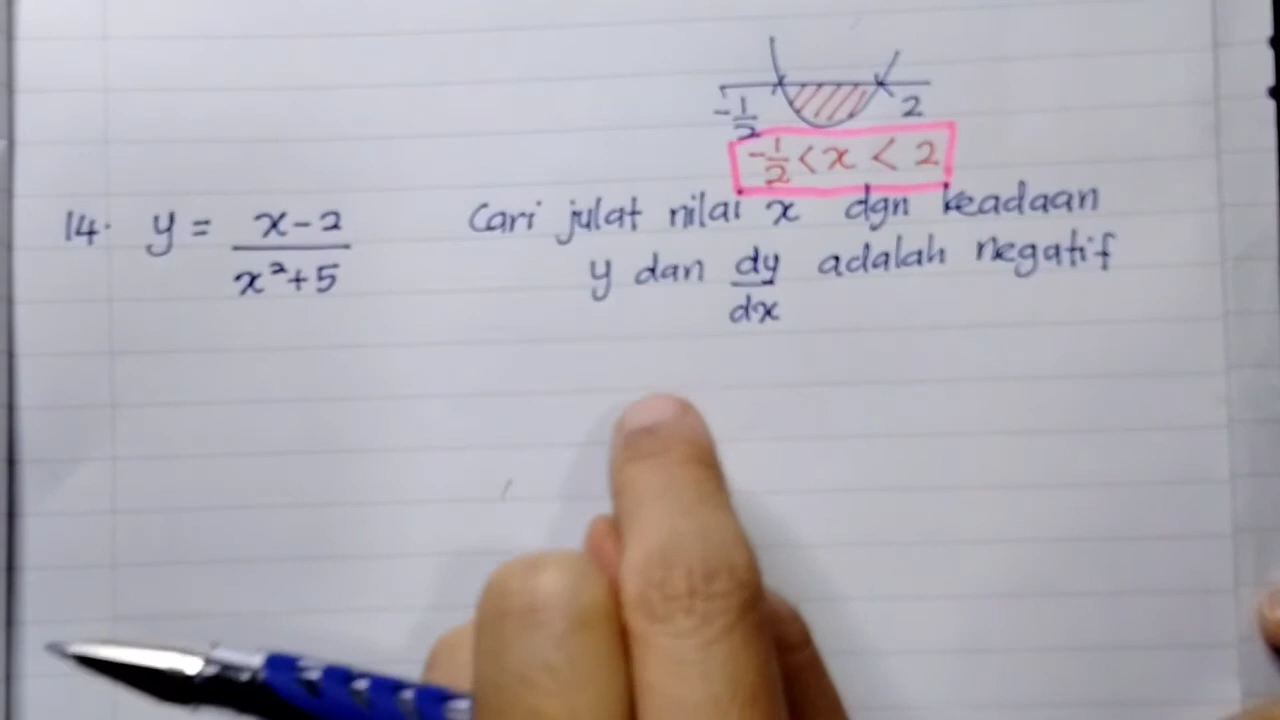 -1/2 2
-1/2 < x < 2
14. y = x-2 / x²+5 Cari julat nilai x dgn keadaan
y dan dy/dx adalah negatif